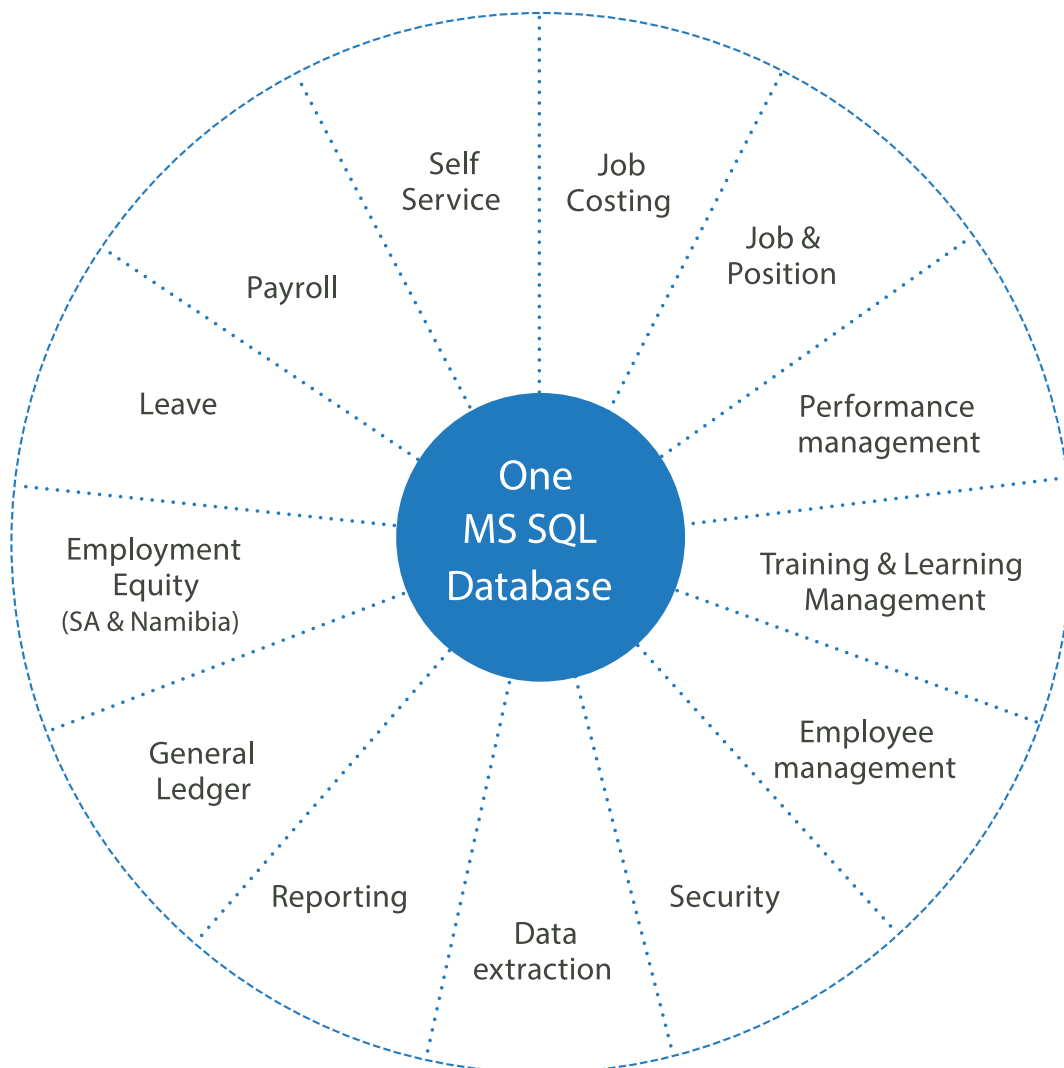 Self
Service
Job
Costing
Job &
Position
Payroll
Performance
management
Leave
One
MS SQL
Database
Training & Learning
Management
Employment
Equity
(SA & Namibia)
Employee
management
General
Ledger
Security
Reporting
Data
extraction